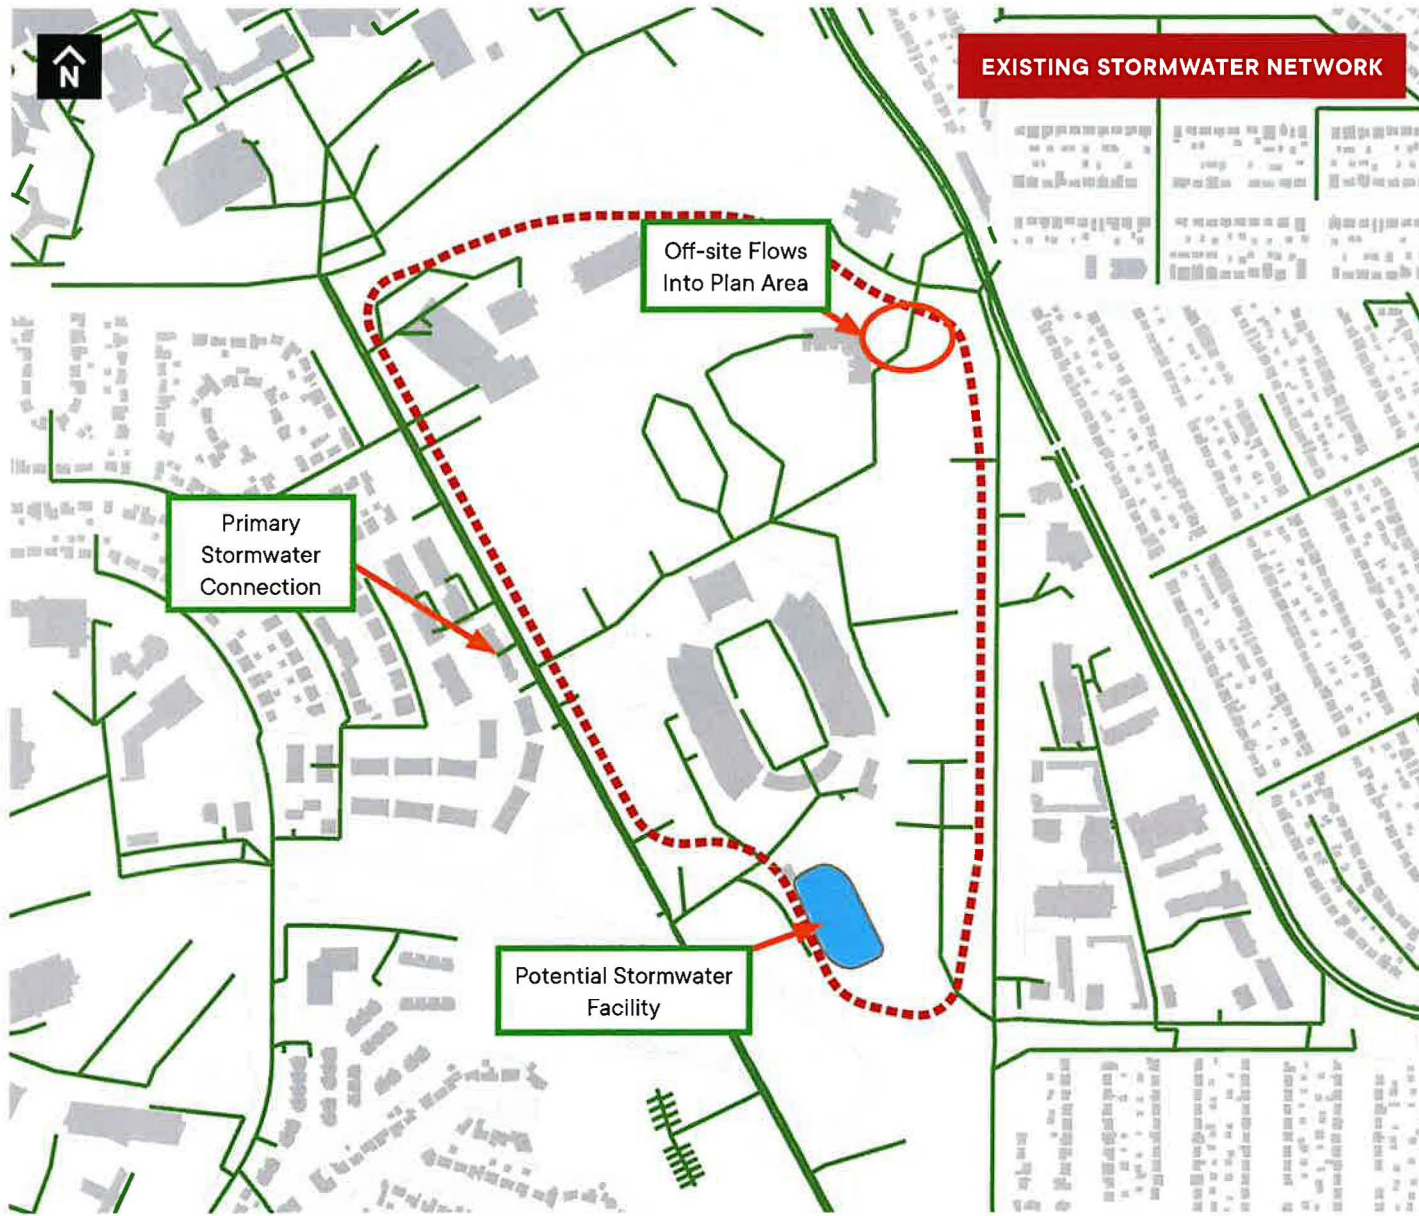 N
EXISTING STORMWATER NETWORK
Off-site Flows
Into Plan Area
Primary
Stormwater
Connection
Potential Stormwater
Facility